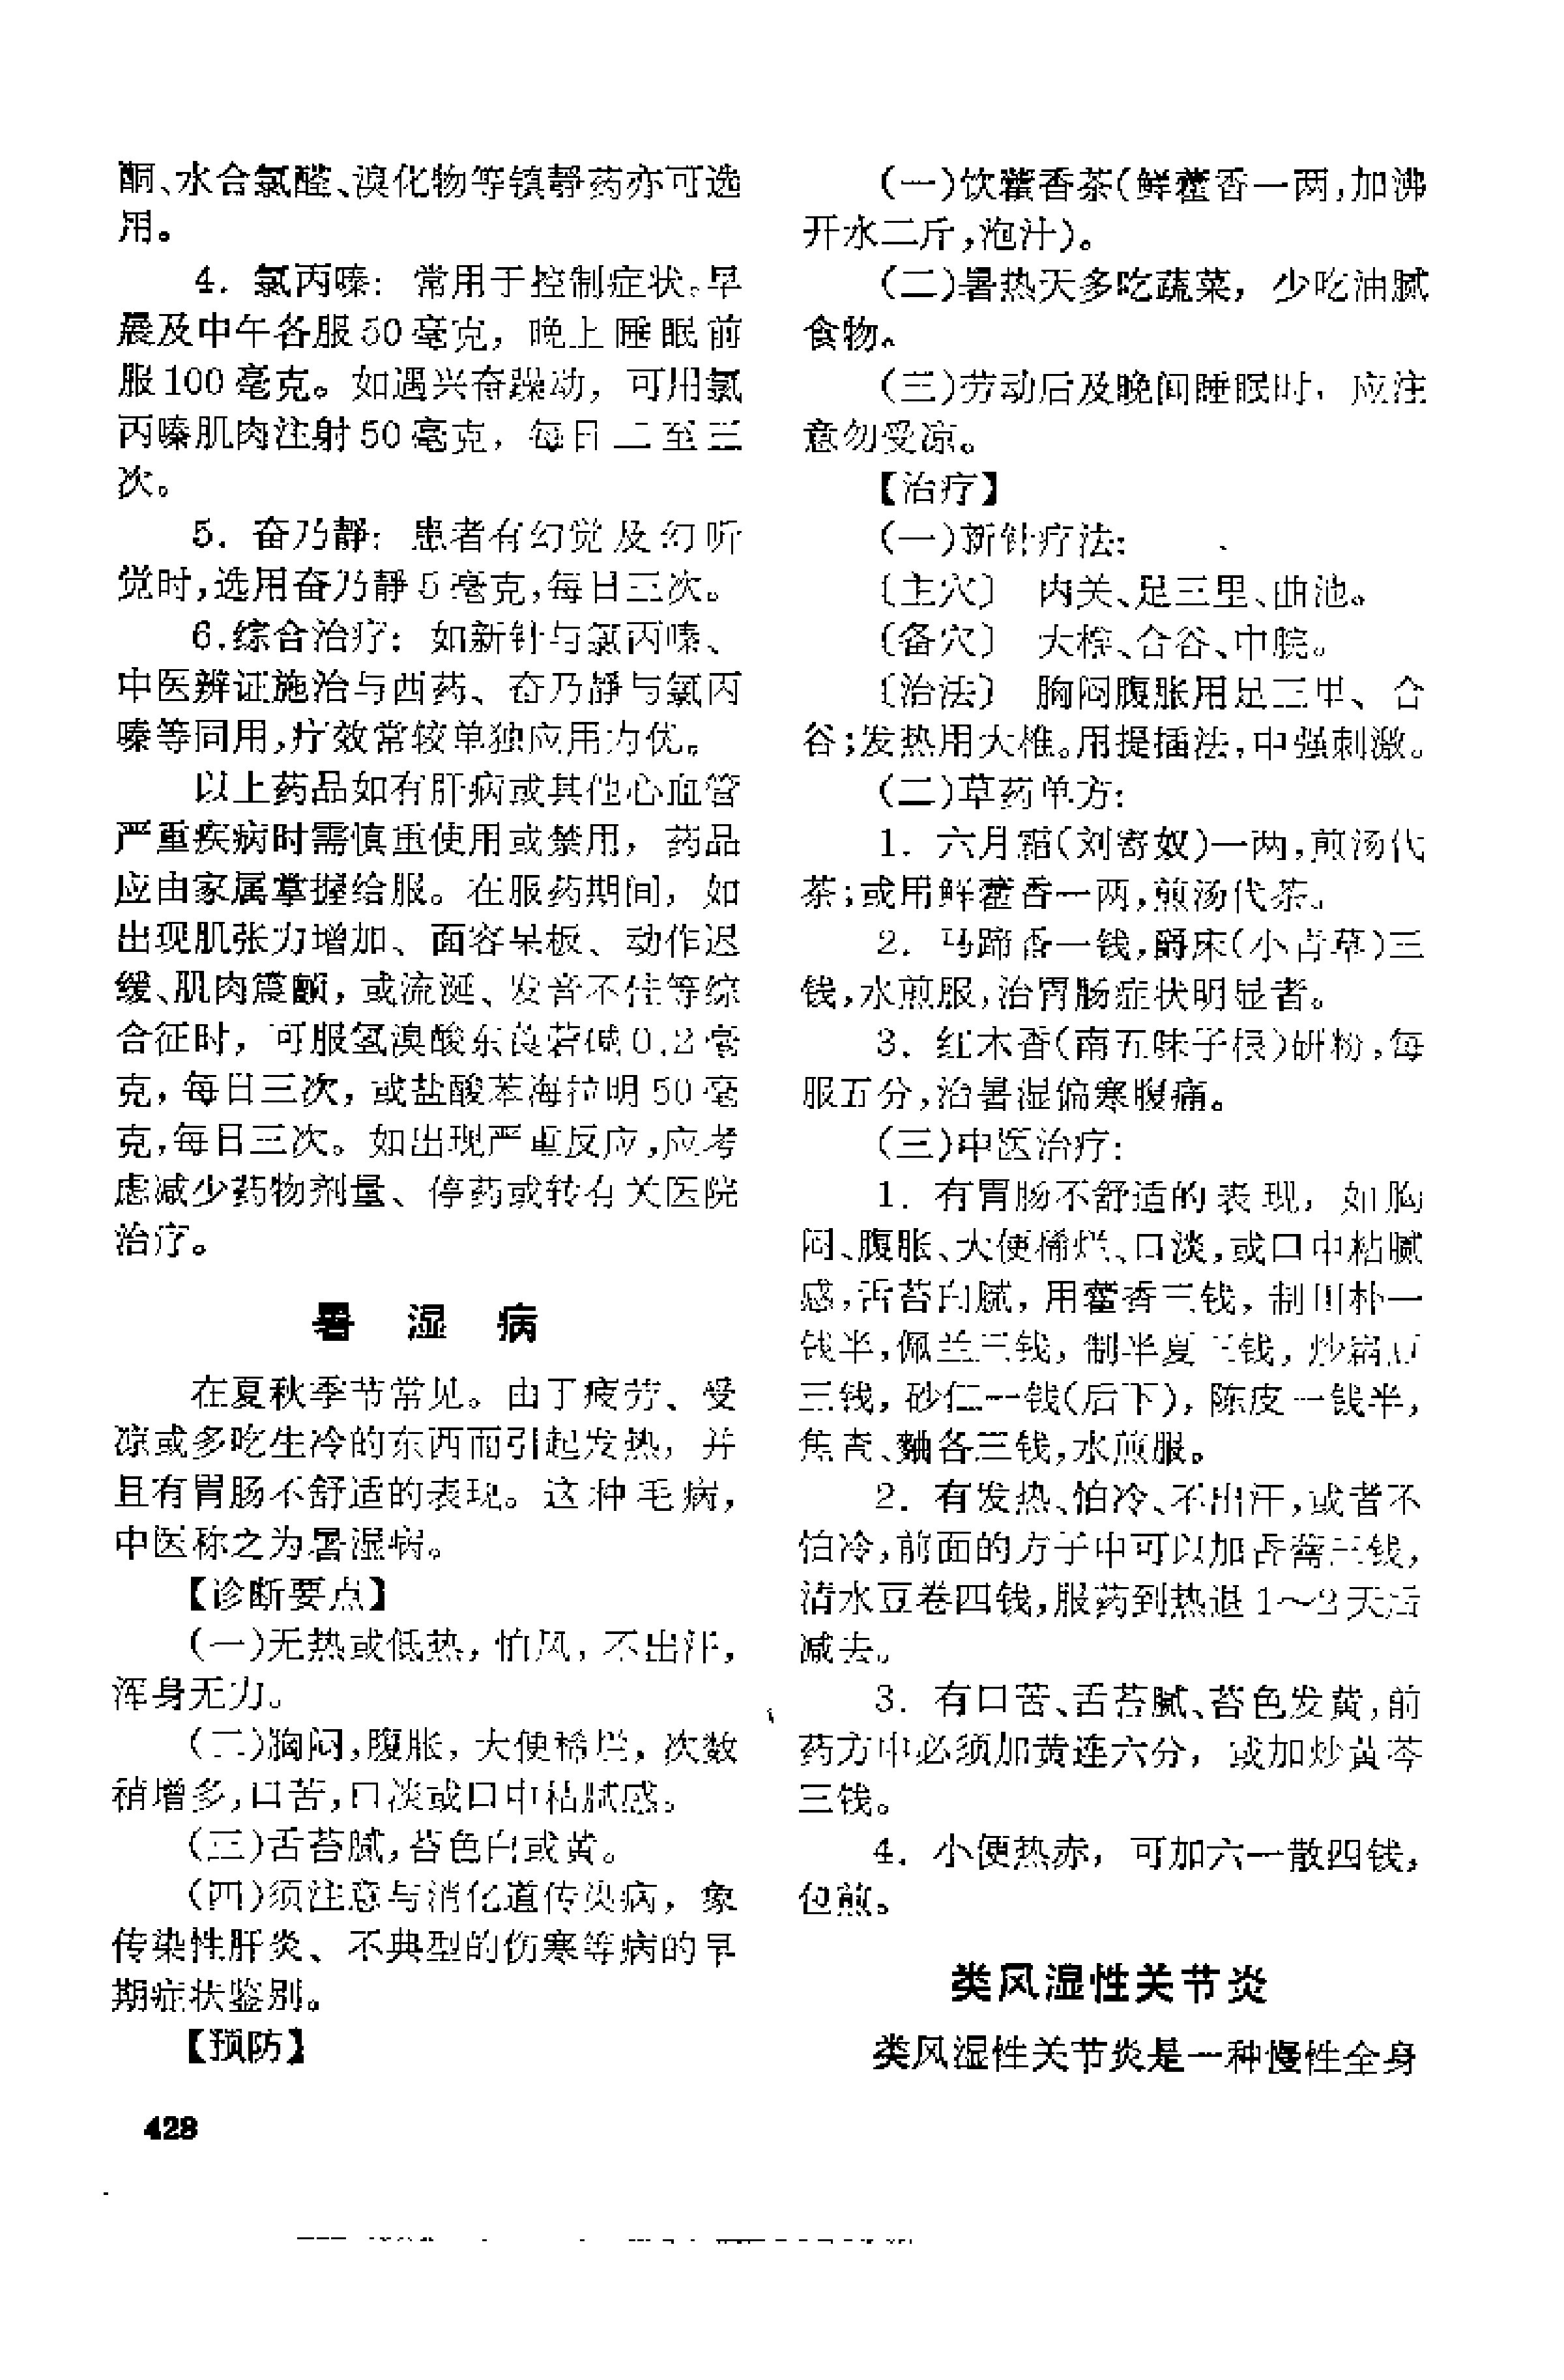 酮、水合氯醛、溴化物等镇静药亦可选
用。
4. 氯丙嗪：常用于控制症状。早
晨及中午各服50毫克，晚上睡眠前
服100毫克。如遇兴奋躁动，可用氯
丙嗪肌肉注射50毫克，每日二至三
次。
5. 奋乃静：患者有幻觉及幻听
觉时，选用奋乃静5毫克，每日三次。
6.综合治疗：如新针与氯丙嗪、
中医辨证施治与西药、奋乃静与氯丙
嗪等同用，疗效常较单独应用为优。
以上药品如有肝病或其他心血管
严重疾病时需慎重使用或禁用，药品
应由家属掌握给服。在服药期间，如
出现肌张力增加、面容呆板、动作迟
缓、肌肉震颤，或流涎、发音不佳等综
合征时，可服氢溴酸东莨菪碱0.2毫
克，每日三次，或盐酸苯海拉明50毫
克，每日三次。如出现严重反应，应考
虑减少药物剂量、停药或转有关医院
治疗。
暑湿病
在夏秋季节常见。由于疲劳、受
凉或多吃生冷的东西而引起发热，并
且有胃肠不舒适的表现。这种毛病，
中医称之为暑湿病。
【诊断要点】
（一）无热或低热，怕风，不出汗，
浑身无力。
（二）胸闷，腹胀，大便稀烂，次数
稍增多，口苦，口淡或口中粘腻感。
（三）舌苔腻，苔色白或黄。
（四）须注意与消化道传染病，象
传染性肝炎、不典型的伤寒等病的早
期症状鉴别。
【预防】
428
（一）饮藿香茶（鲜藿香一两，加沸
开水二斤，泡汁）。
（二）暑热天多吃蔬菜，少吃油腻
食物。
（三）劳动后及晚间睡眠时，应注
意勿受凉。
【治疗】
（一）新针疗法：
〔主穴〕 内关、足三里、曲池。
〔备穴〕 大椎、合谷、中脘。
〔治法〕 胸闷腹胀用足三里、合
谷；发热用大椎。用提插法，中强刺激。
（二）草药单方：
1. 六月霜（刘寄奴）一两，煎汤代
茶；或用鲜藿香一两，煎汤代茶。
2. 马蹄香一钱，爵床（小青草）三
钱，水煎服，治胃肠症状明显者。
3. 红木香（南五味子根）研粉，每
服五分，治暑湿偏寒腹痛。
（三）中医治疗：
1. 有胃肠不舒适的表现，如胸
闷、腹胀、大便稀烂、口淡，或口中粘腻
感，舌苔白腻，用藿香三钱，制川朴一
钱半，佩兰三钱，制半夏三钱，炒扁豆
三钱，砂仁一钱（后下），陈皮一钱半，
焦壳、麯各三钱，水煎服。
2. 有发热、怕冷、不出汗，或者不
怕冷，前面的方子中可以加香薷三钱，
清水豆卷四钱，服药到热退1～2天后
减去。
3. 有口苦、舌苔腻、苔色发黄，前
药方中必须加黄连六分，或加炒黄芩
三钱。
4. 小便热赤，可加六一散四钱，
包煎。
类风湿性关节炎
类风湿性关节炎是一种慢性全身